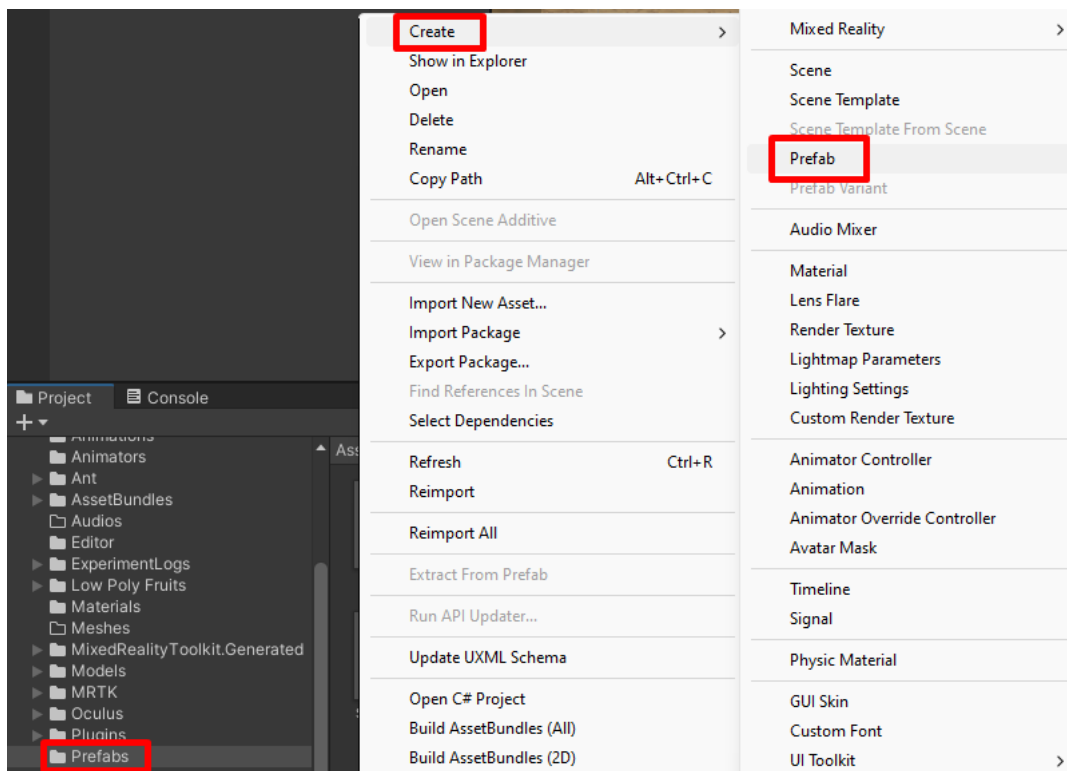 Create
Show in Explorer
Open
Delete
Rename
Copy Path Alt+Ctrl+C
Open Scene Additive
View in Package Manager
Import New Asset...
Import Package
Export Package...
Find References In Scene
Select Dependencies
Refresh Ctrl+R
Reimport
Reimport All
Extract From Prefab
Run API Updater...
Update UXML Schema
Open C# Project
Build AssetBundles (All)
Build AssetBundles (2D)
Mixed Reality
Scene
Scene Template
Scene Template From Scene
Prefab
Prefab Variant
Audio Mixer
Material
Lens Flare
Render Texture
Lightmap Parameters
Lighting Settings
Custom Render Texture
Animator Controller
Animation
Animator Override Controller
Avatar Mask
Timeline
Signal
Physic Material
GUI Skin
Custom Font
UI Toolkit
Project Console
Animations
Animators
Ant
AssetBundles
Audios
Editor
ExperimentLogs
Low Poly Fruits
Materials
Meshes
MixedRealityToolkit.Generated
Models
MRTK
Oculus
Plugins
Prefabs